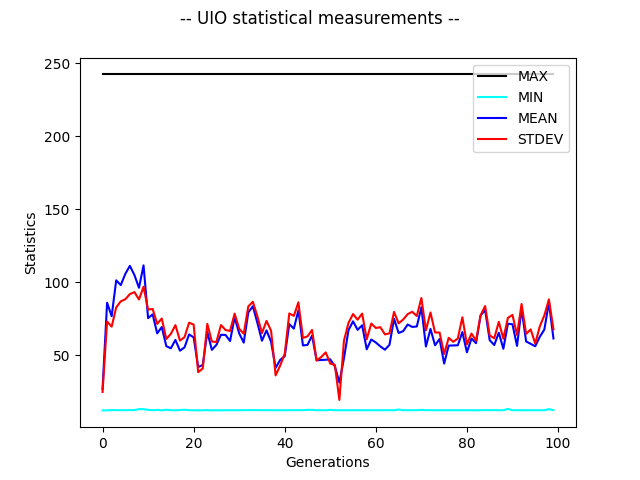 -- UIO statistical measurements --
250
200
150
100
50
Statistics
0
20
40
60
80
100
Generations
MAX
MIN
MEAN
STDEV